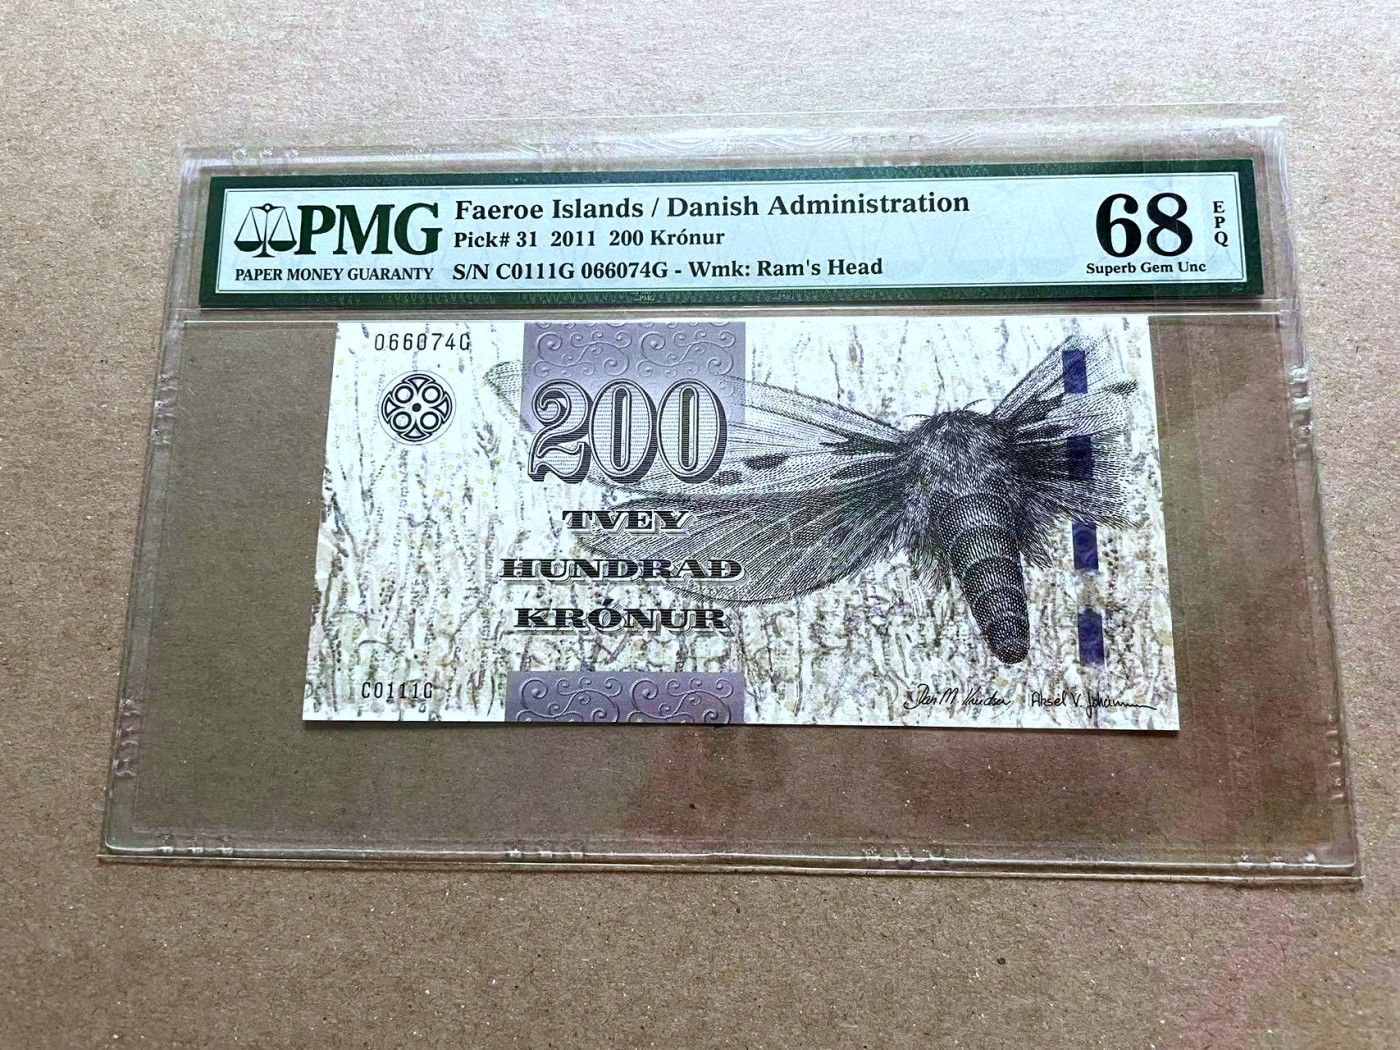 PMG
PAPER MONEY GUARANTY
Faeroe Islands / Danish Administration
Pick# 31 2011 200 Krónur
S/N C0111G 066074G - Wmk: Ram's Head
68
EPQ
Superb Gem Unc
066074G
200
TVEY
HUNDRAÐ
KRÓNUR
C0111G